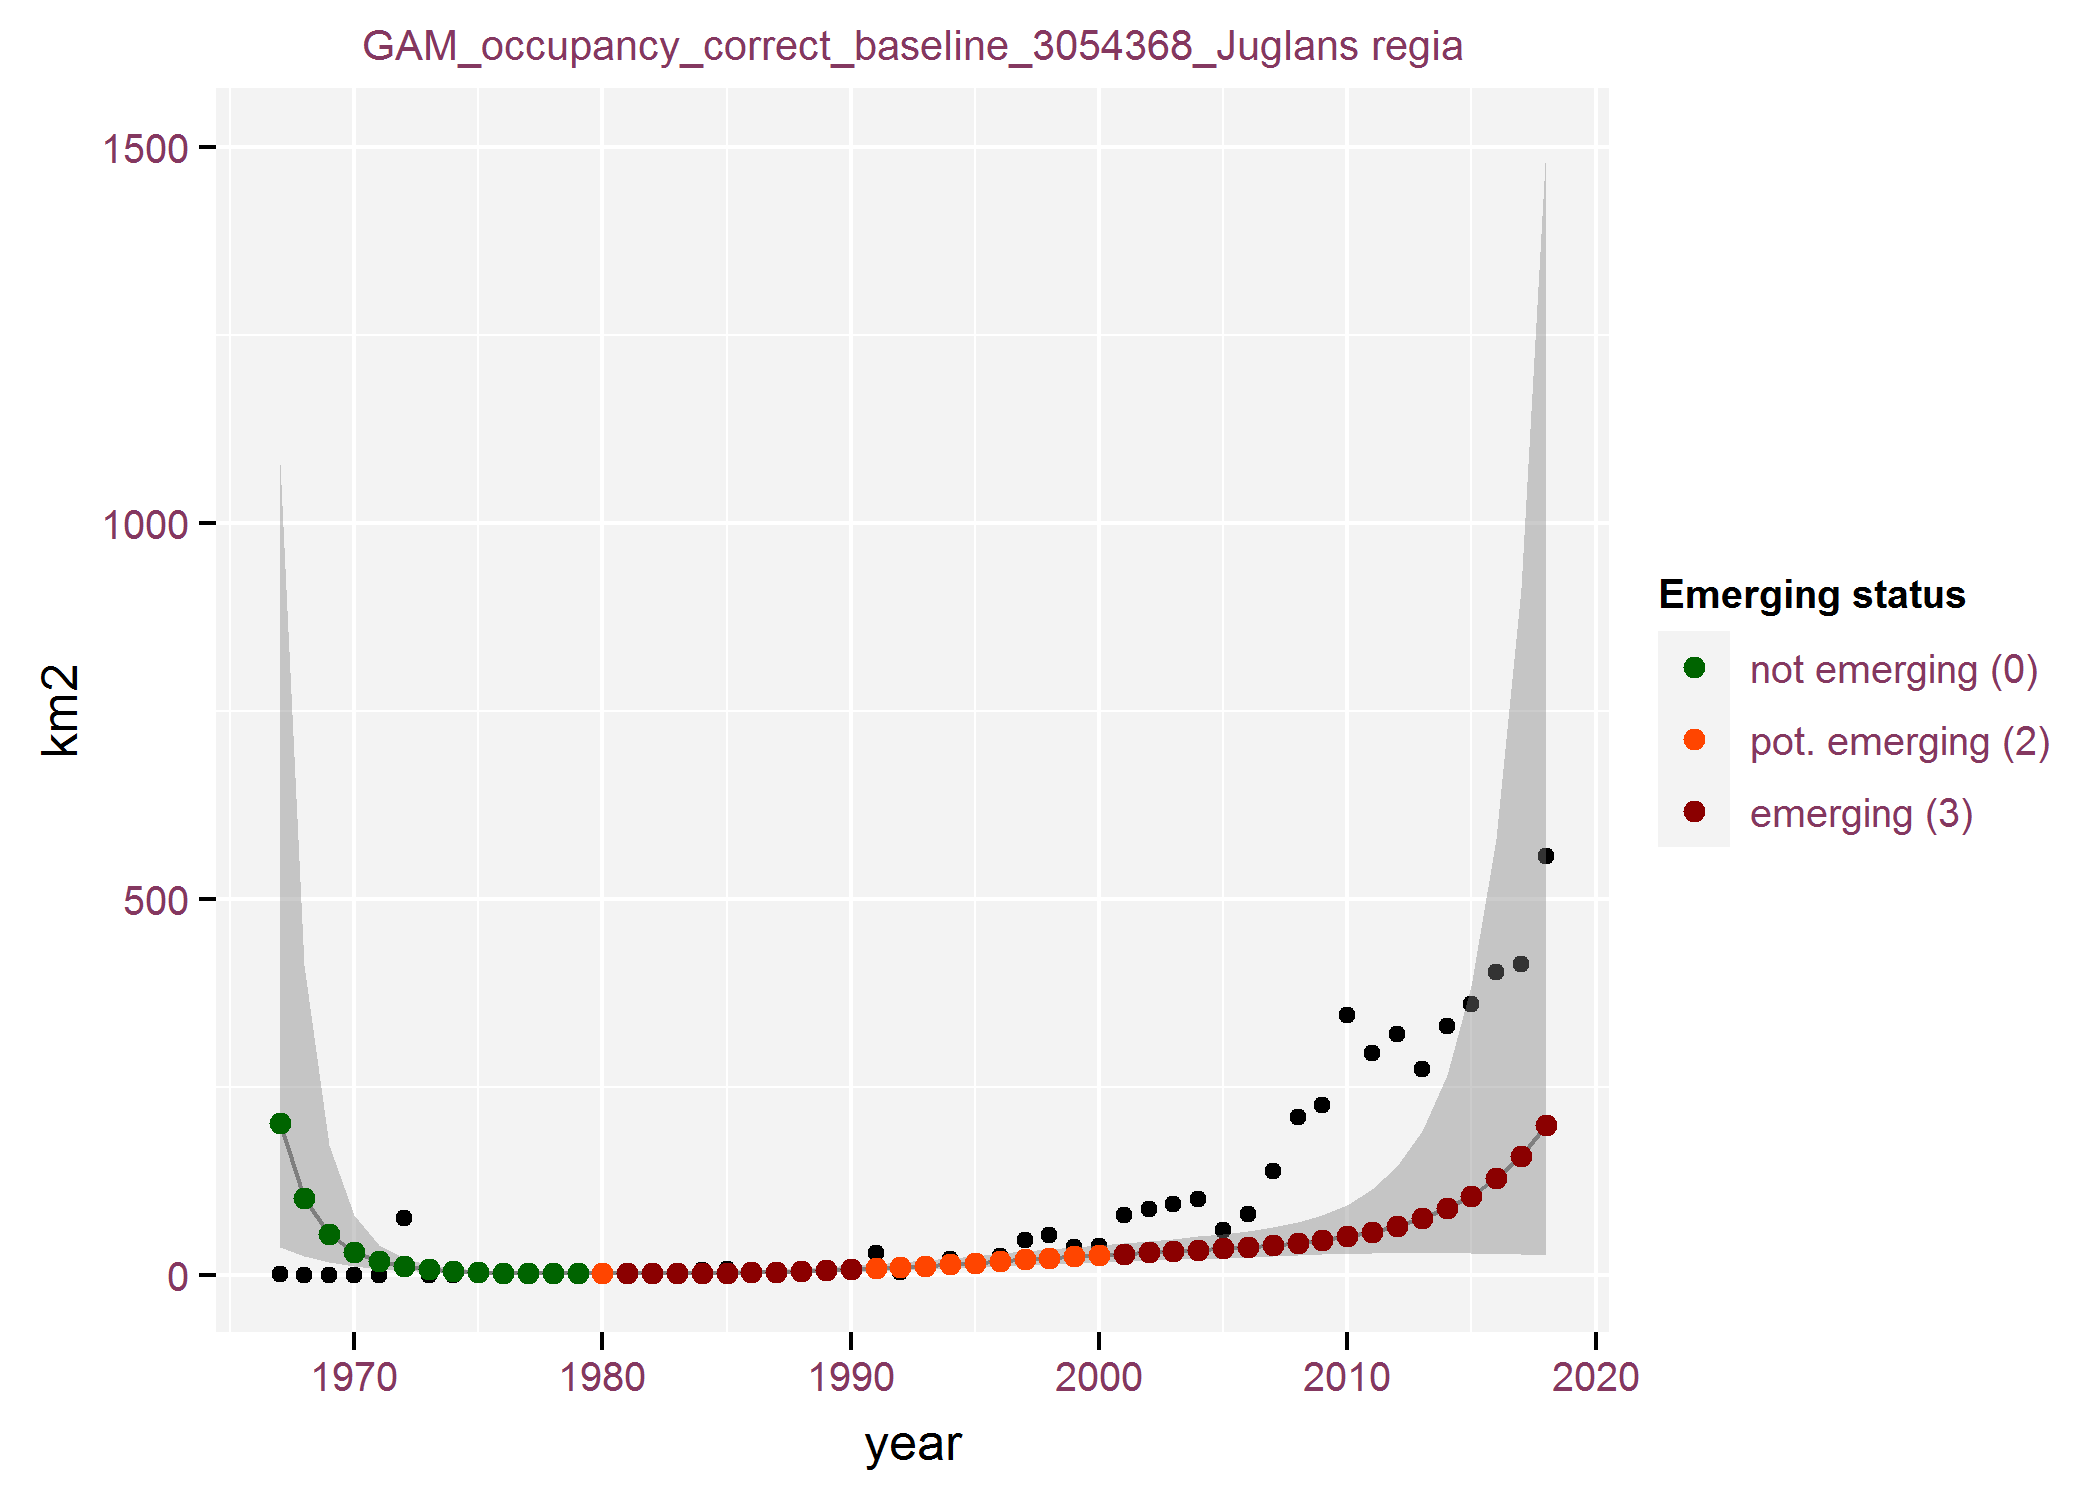 GAM_occupancy_correct_baseline_3054368_Juglans regia
1500
1000
500
0
km2
1970
1980
1990
2000
2010
2020
year
Emerging status
not emerging (0)
pot. emerging (2)
emerging (3)